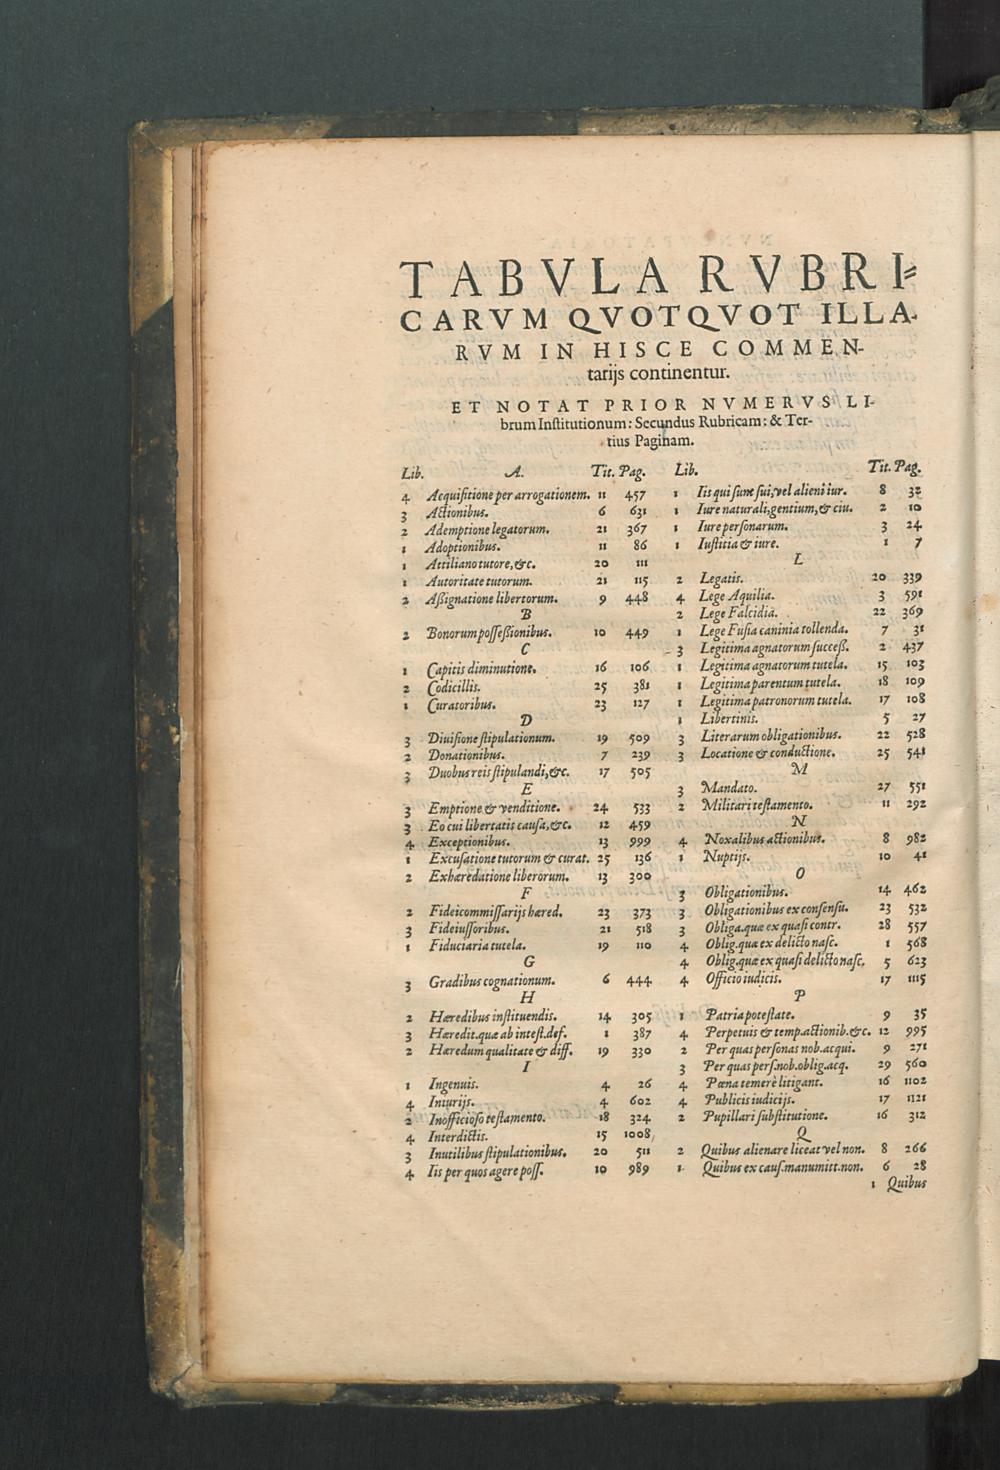 TABVLA RVBRI-
CARVM QVOTQVOT ILLA-
RVM IN HISCE COMMEN-
tarijs continentur.
ET NOTAT PRIOR NVMERVS LI-
brum Institutionum: Secundus Rubricam: & Ter-
tius Paginam.
Lib. A. Tit. Pag.
4 Acquisitione per arrogationem. 11 457
3 Actionibus. 6 631
2 Ademptione legatorum. 21 367
1 Adoptionibus. 11 86
1 Attiliano tutore, &c. 20 111
1 Autoritate tutorum. 21 115
2 Aßignatione libertorum. 9 448
B
2 Bonorum posseßionibus. 10 449
C
1 Capitis diminutione. 16 106
2 Codicillis. 25 381
1 Curatoribus. 23 127
D
3 Diuisione stipulationum. 19 509
2 Donationibus. 7 239
3 Duobus reis stipulandi, &c. 17 505
E
3 Emptione & venditione. 24 533
3 Eo cui libertatis causa, &c. 12 459
4 Exceptionibus. 13 999
1 Excusatione tutorum & curat. 25 136
2 Exhæredatione liberorum. 13 300
F
2 Fideicommissarijs hæred. 23 373
3 Fideiussoribus. 21 518
1 Fiduciaria tutela. 19 110
G
3 Gradibus cognationum. 6 444
H
2 Hæredibus instituendis. 14 305
3 Hæredit. quæ ab intest. def. 1 387
2 Hæredum qualitate & diff. 19 330
I
1 Ingenuis. 4 26
4 Iniurijs. 4 602
2 Inofficioso testamento. 18 324
4 Interdictis. 15 1008
3 Inutilibus stipulationibus. 20 511
4 Iis per quos agere poss. 10 989
Lib. Tit. Pag.
1 Iis qui sunt sui, vel alieni iur. 8 32
1 Iure naturali, gentium, & ciu. 2 10
1 Iure personarum. 3 24
1 Iustitia & iure. 1 7
L
2 Legatis. 20 339
4 Lege Aquilia. 3 591
2 Lege Falcidia. 22 369
1 Lege Fusia caninia tollenda. 7 31
3 Legitima agnatorum succeß. 2 437
1 Legitima agnatorum tutela. 15 103
1 Legitima parentum tutela. 18 109
1 Legitima patronorum tutela. 17 108
1 Libertinis. 5 27
3 Literarum obligationibus. 22 528
3 Locatione & conductione. 25 541
M
3 Mandato. 27 551
2 Militari testamento. 11 292
N
4 Noxalibus actionibus. 8 982
1 Nuptijs. 10 41
O
3 Obligationibus. 14 462
3 Obligationibus ex consensu. 23 532
3 Obliga. quæ ex quasi contr. 28 557
4 Oblig. quæ ex delicto nasc. 1 568
4 Oblig. quæ ex quasi delicto nasc. 5 623
4 Officio iudicis. 17 1115
P
1 Patria potestate. 9 35
4 Perpetuis & temp. actionib. &c. 12 995
2 Per quas personas nob. acqui. 9 271
3 Per quas pers. nob. oblig. acq. 29 560
4 Pœna temerè litigant. 16 1102
4 Publicis iudicijs. 17 1121
2 Pupillari substitutione. 16 312
Q
2 Quibus alienare liceat vel non. 8 266
1 Quibus ex caus. manumitt. non. 6 28
1 Quibus